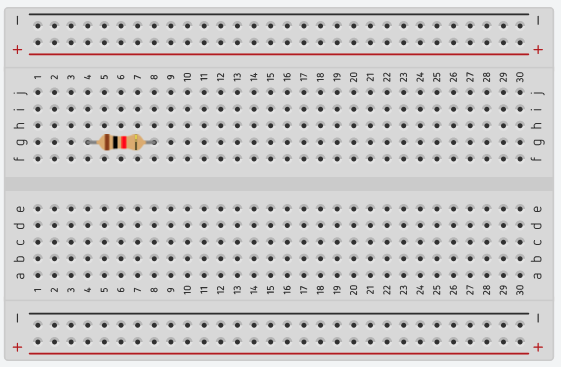 − −
+ +
1 2 3 4 5 6 7 8 9 10 11 12 13 14 15 16 17 18 19 20 21 22 23 24 25 26 27 28 29 30
j j
i i
h h
g g
f f
e e
d d
c c
b b
a a
1 2 3 4 5 6 7 8 9 10 11 12 13 14 15 16 17 18 19 20 21 22 23 24 25 26 27 28 29 30
− −
+ +